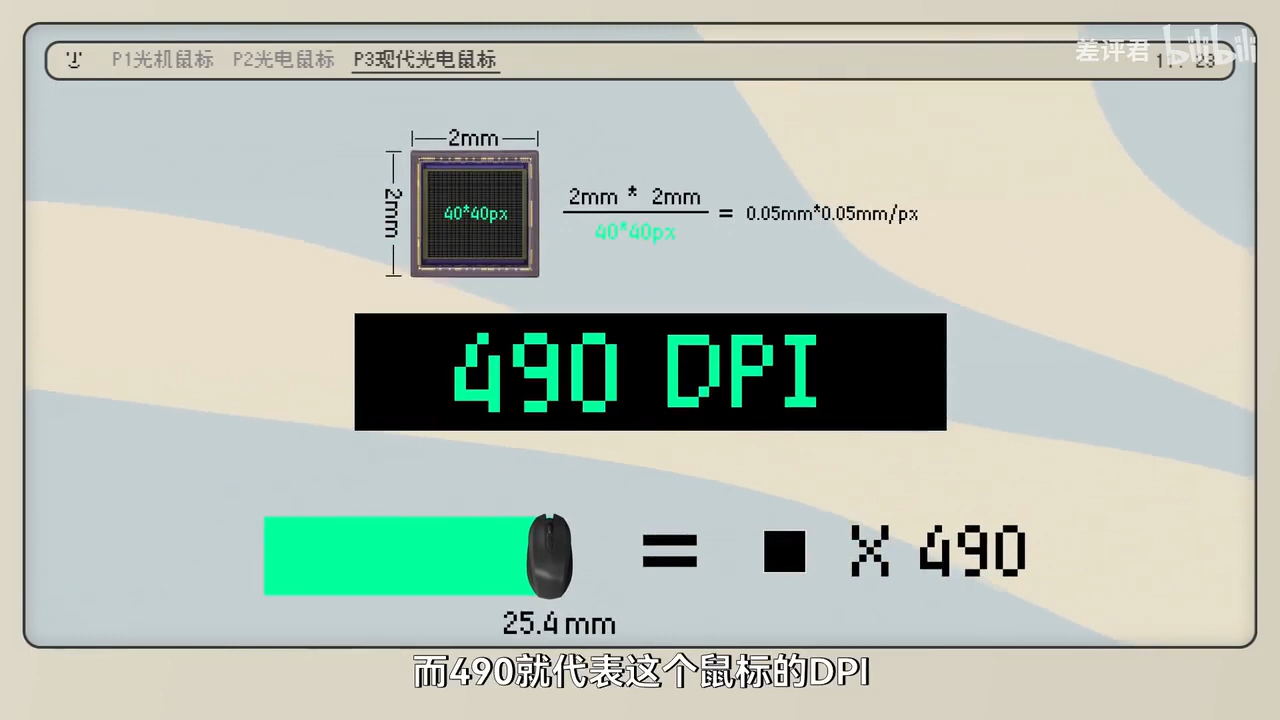 P1光机鼠标 P2光电鼠标 P3现代光电鼠标
差评君 bilibili
2mm
2mm
40*40px
2mm * 2mm
40*40px
= 0.05mm*0.05mm/px
490 DPI
= ■ X 490
25.4mm
而490就代表这个鼠标的DPI